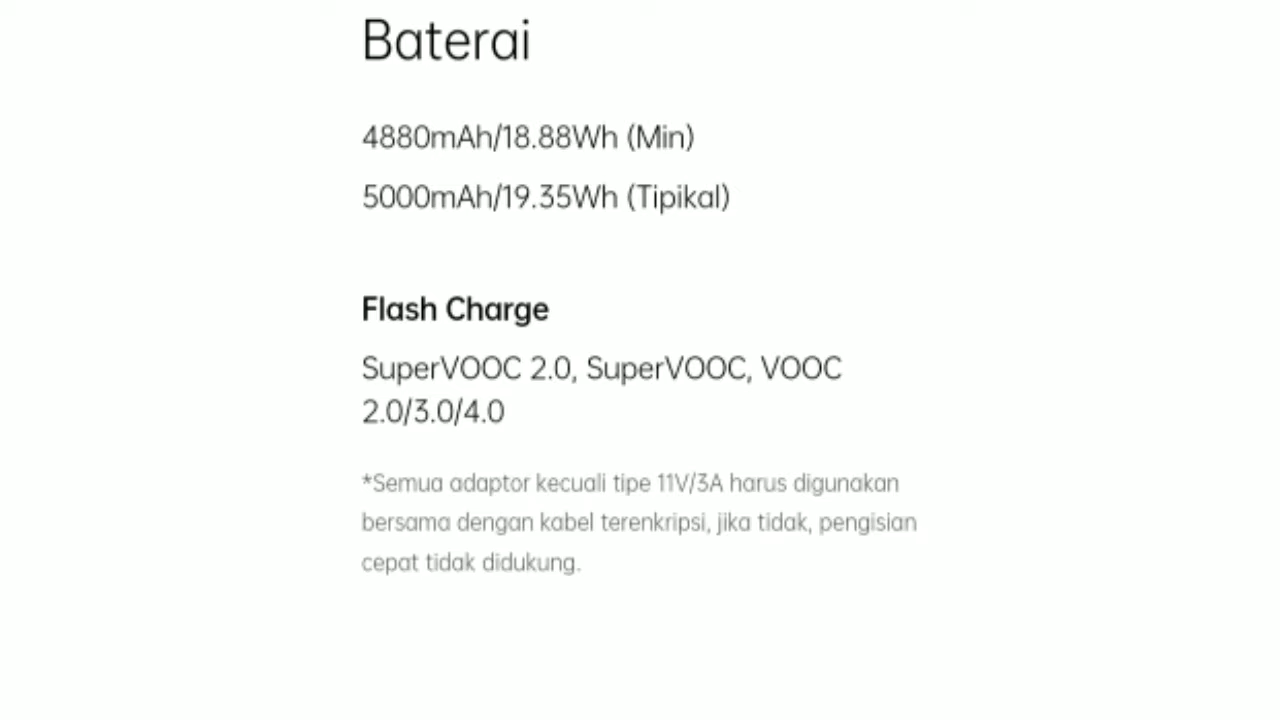 Baterai
4880mAh/18.88Wh (Min)
5000mAh/19.35Wh (Tipikal)
Flash Charge
SuperVOOC 2.0, SuperVOOC, VOOC
2.0/3.0/4.0
*Semua adaptor kecuali tipe 11V/3A harus digunakan
bersama dengan kabel terenkripsi, jika tidak, pengisian
cepat tidak didukung.